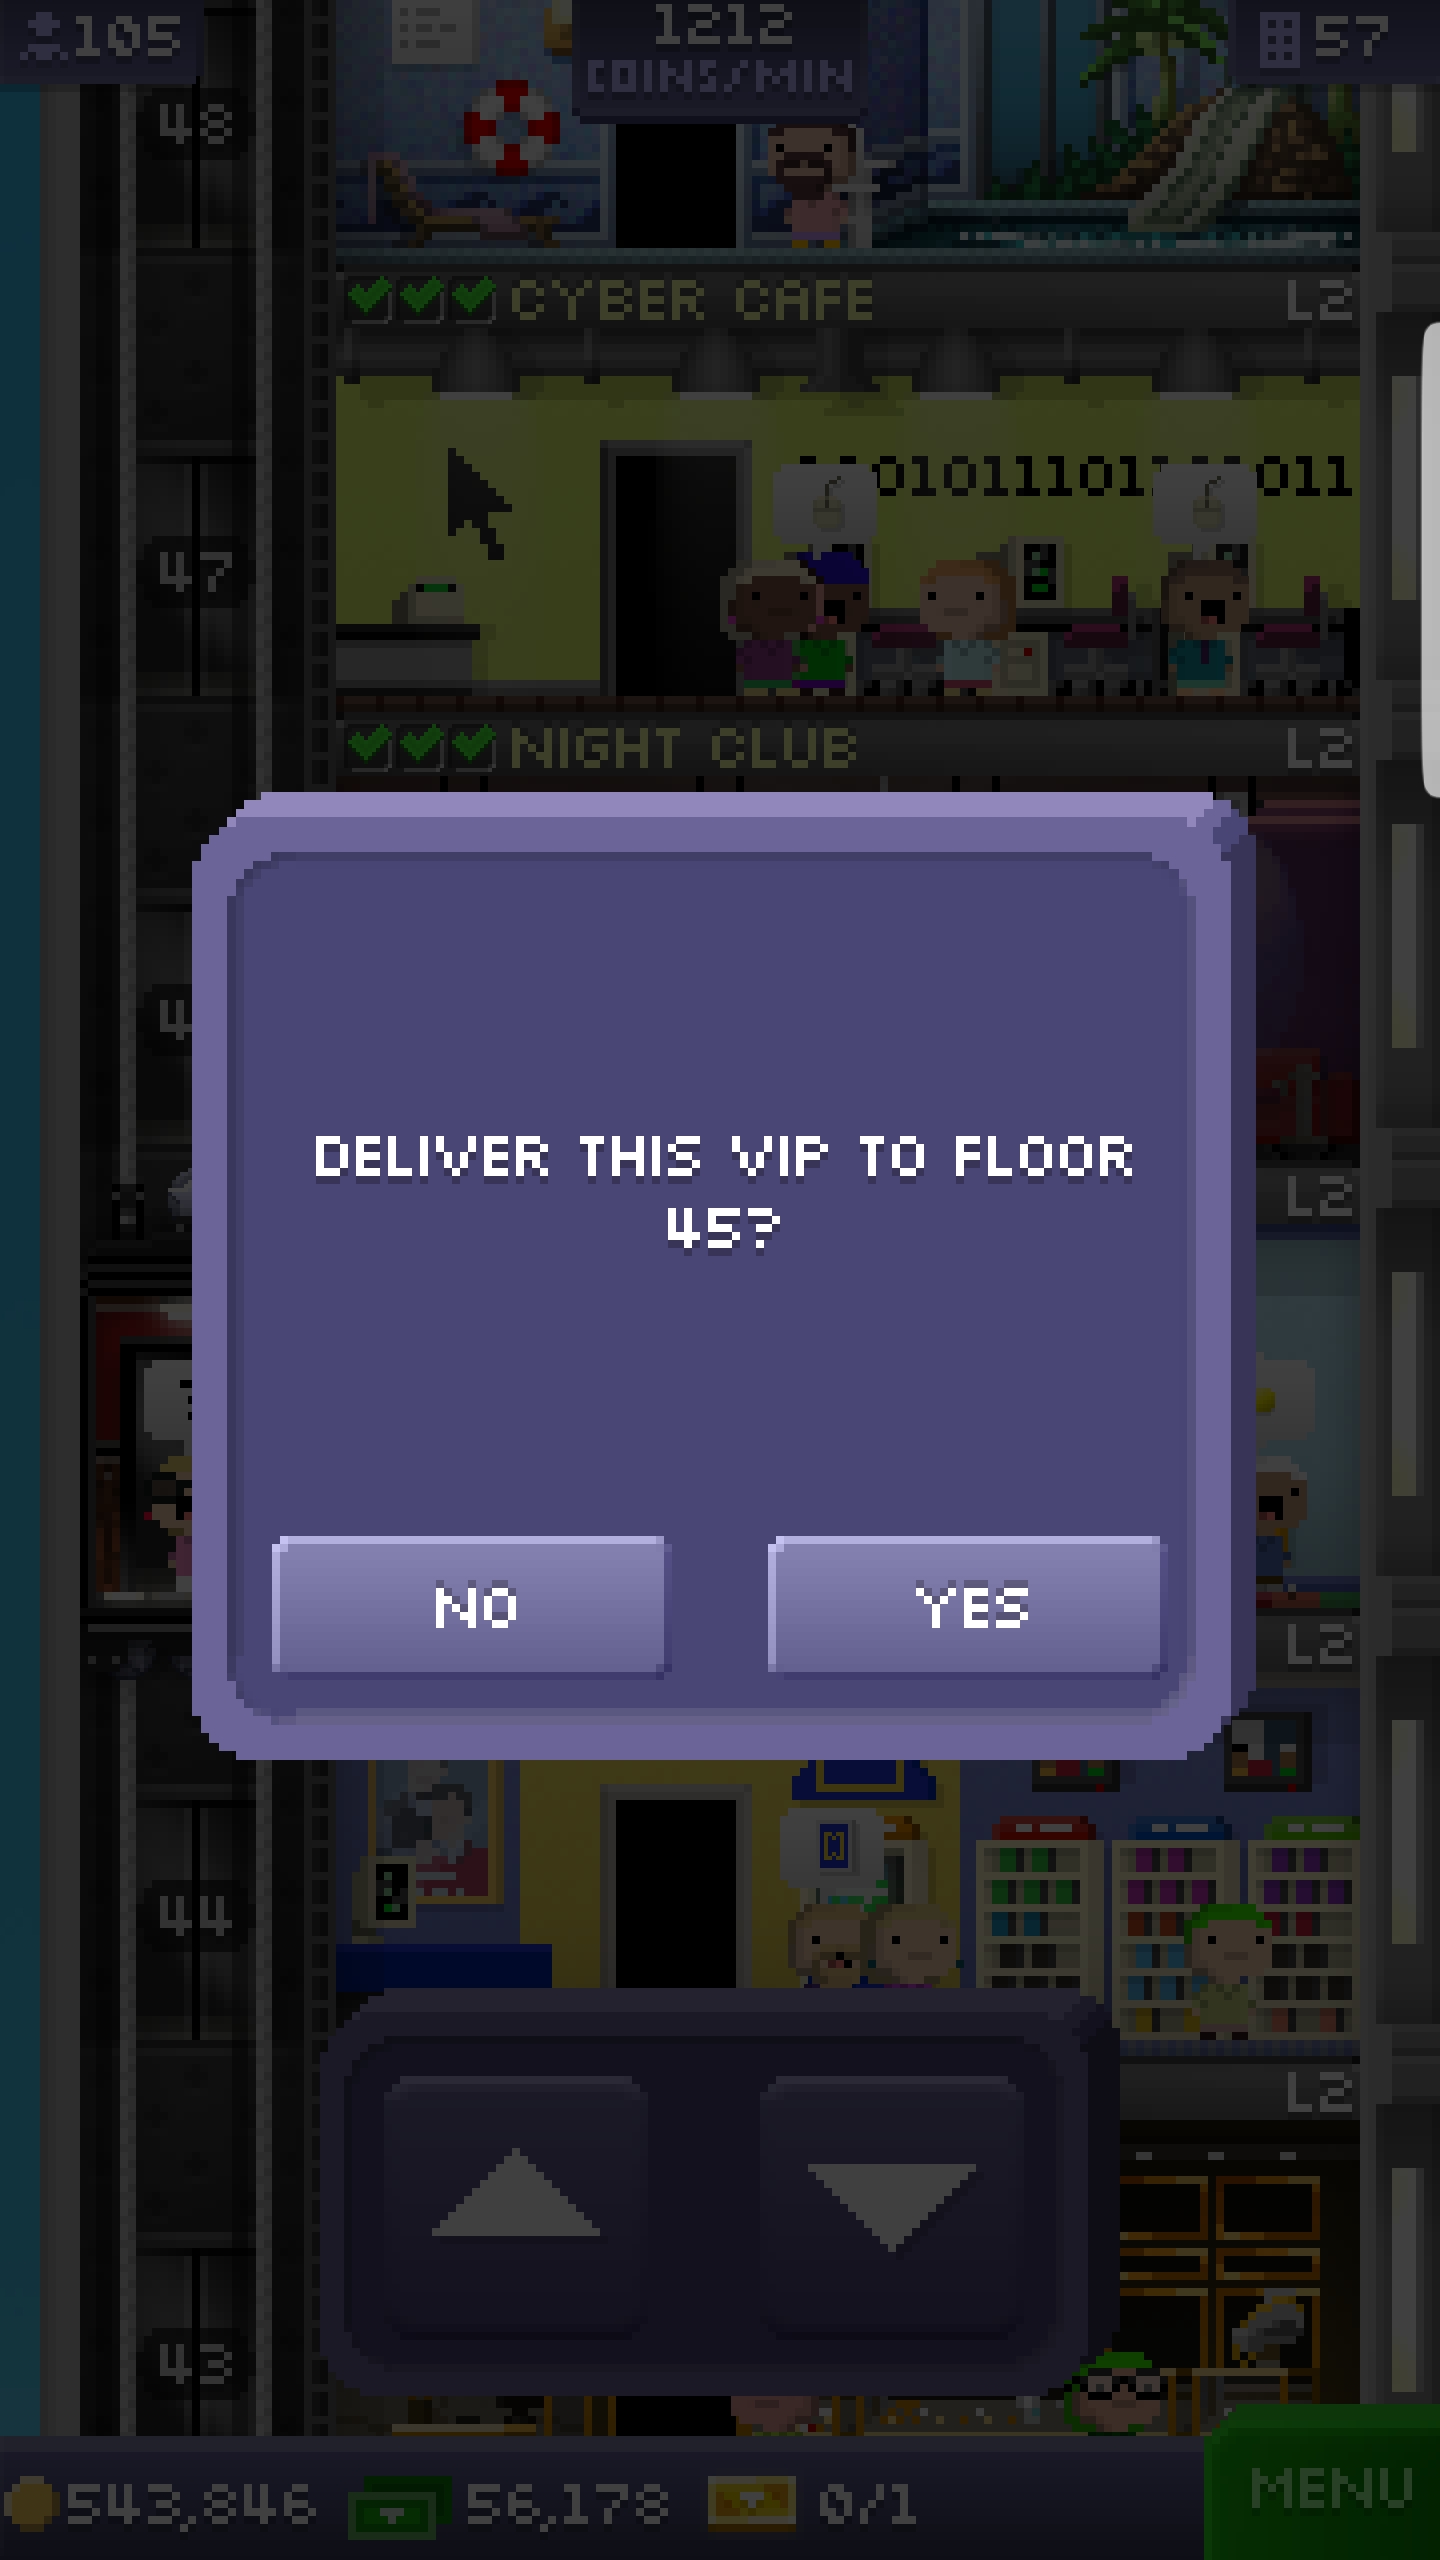 105
1212
COINS/MIN
57
48
CYBER CAFE L2
47
NIGHT CLUB L2
L2
DELIVER THIS VIP TO FLOOR
45?
NO YES
L2
44
L2
43
543,846 56,178 0/1
MENU